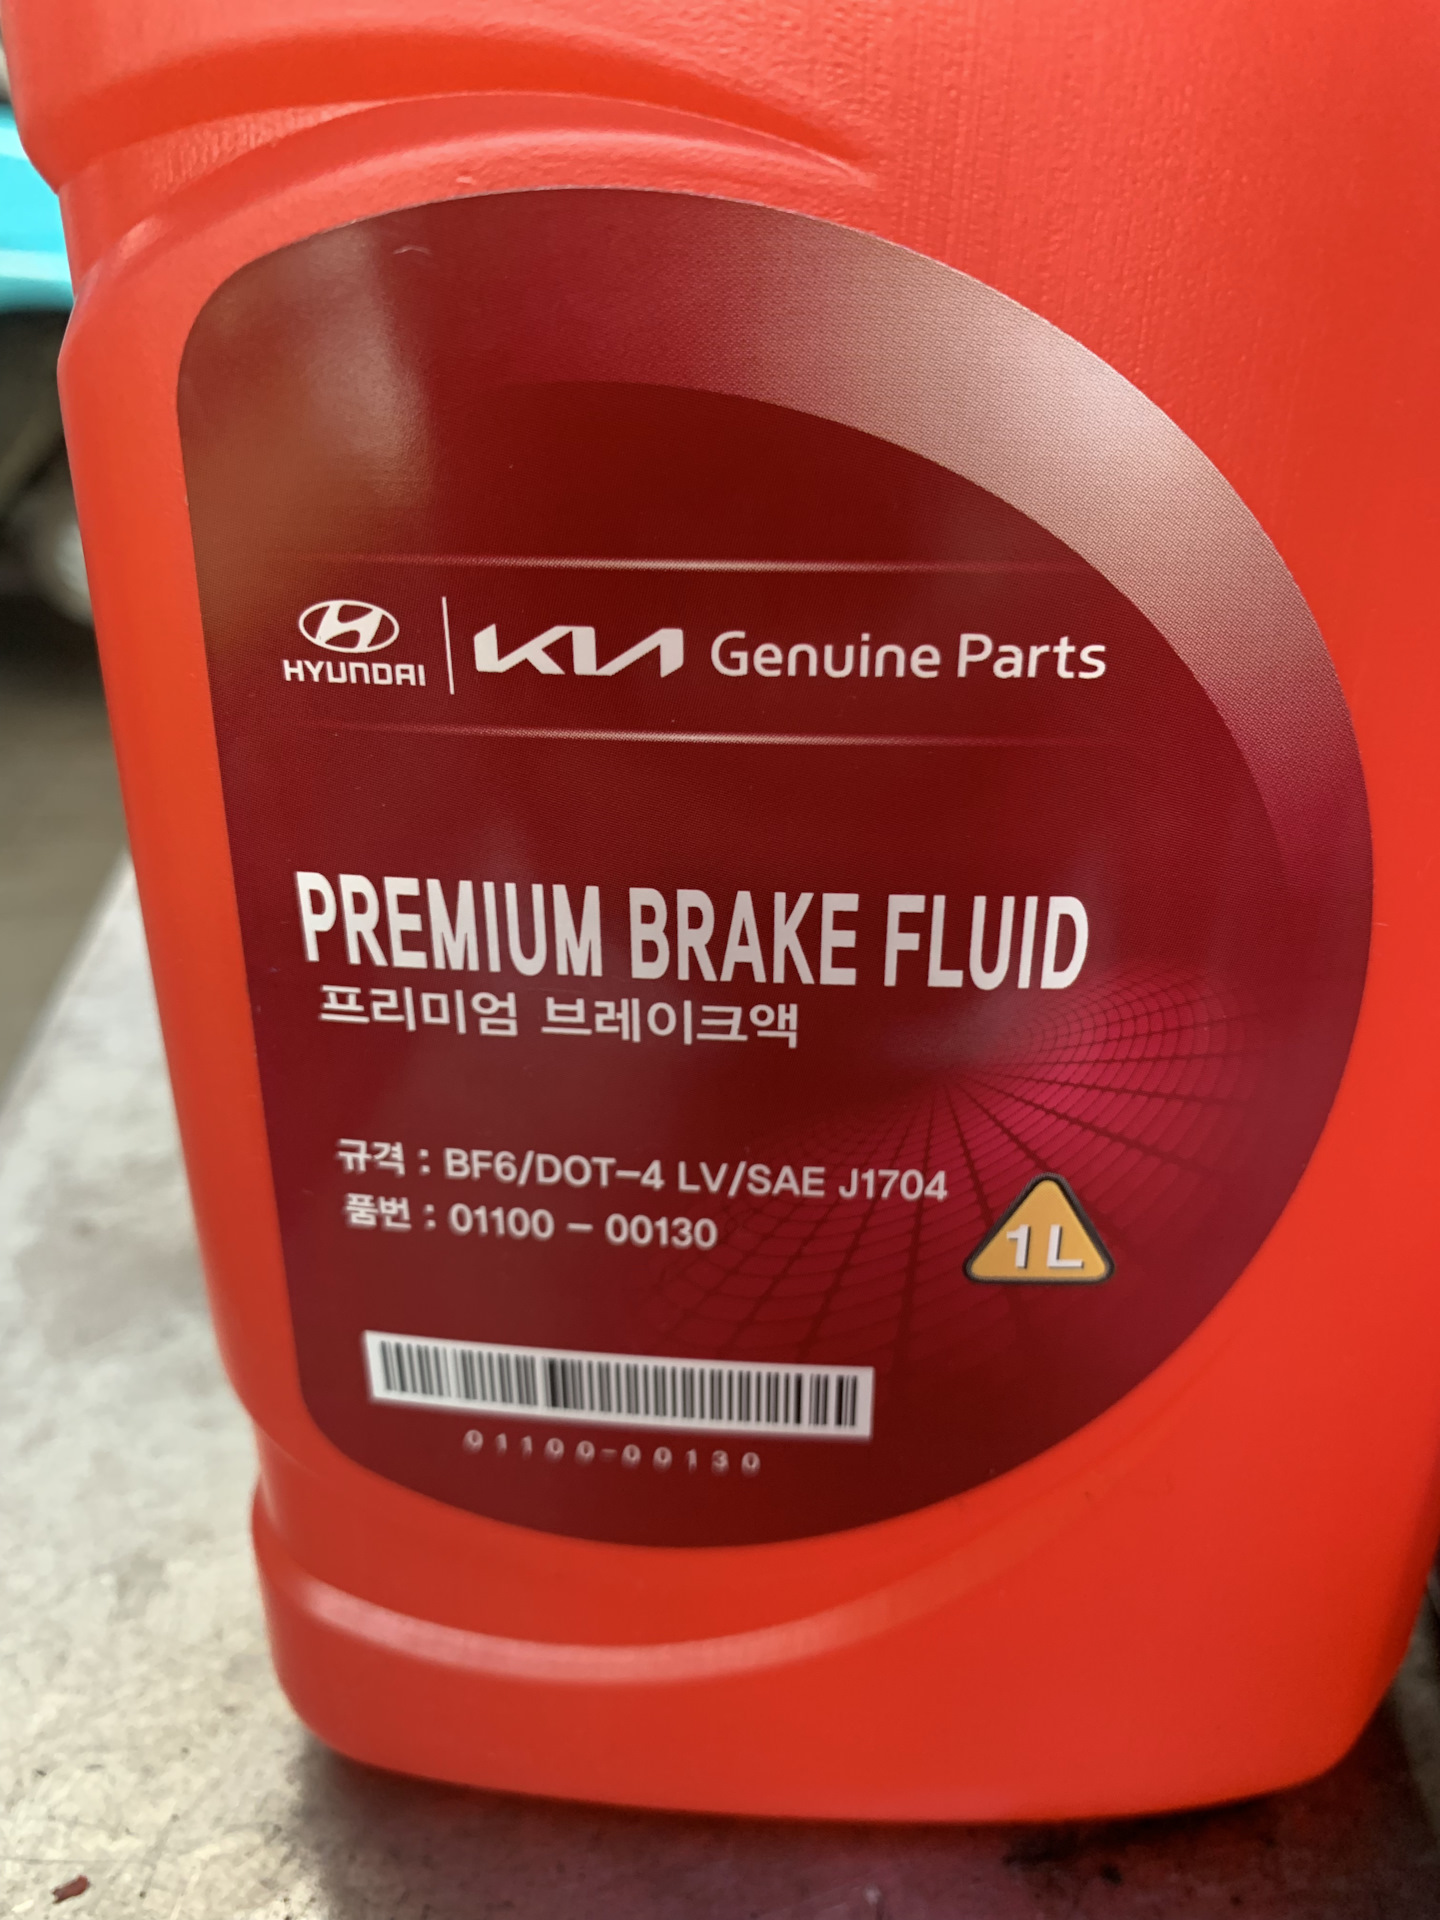 HYUNDAI KIA Genuine Parts
PREMIUM BRAKE FLUID
프리미엄 브레이크액
규격 : BF6/DOT-4 LV/SAE J1704
품번 : 01100 - 00130
1L
01100-00130